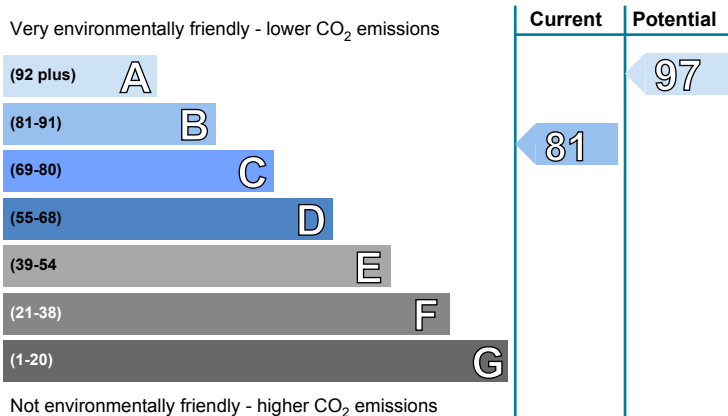 Very environmentally friendly - lower CO2 emissions
Current
Potential
(92 plus) A
97
(81-91) B
81
(69-80) C
(55-68) D
(39-54 E
(21-38) F
(1-20) G
Not environmentally friendly - higher CO2 emissions